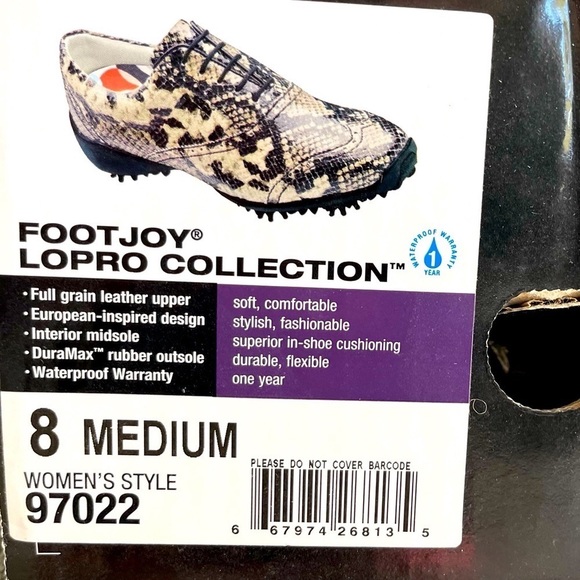 FOOTJOY®
LOPRO COLLECTION™
WATERPROOF WARRANTY
1
YEAR
• Full grain leather upper soft, comfortable
• European-inspired design stylish, fashionable
• Interior midsole superior in-shoe cushioning
• DuraMax™ rubber outsole durable, flexible
• Waterproof Warranty one year
8 MEDIUM
WOMEN'S STYLE
97022
PLEASE DO NOT COVER BARCODE
6 67974 26813 5